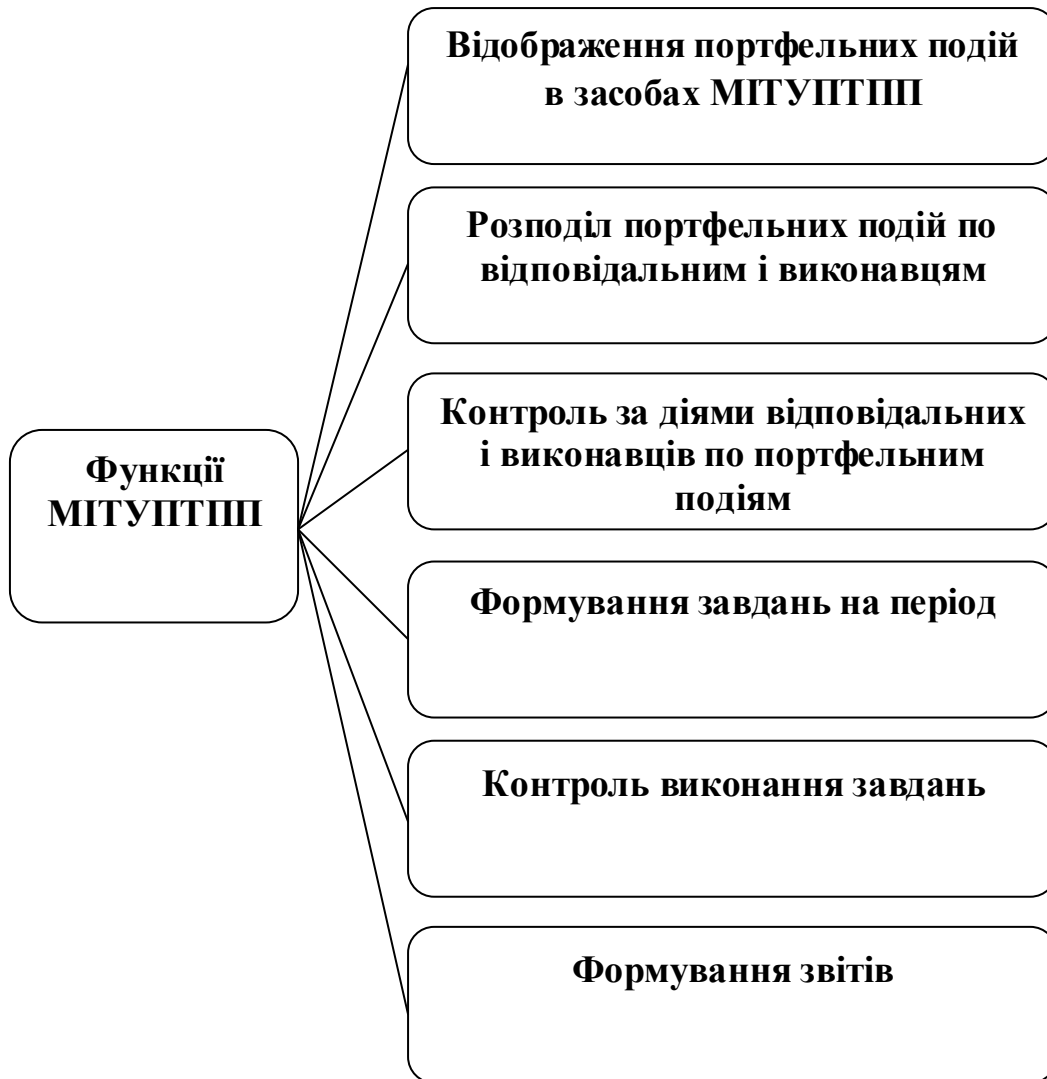 Відображення портфельних подій
в засобах МІТУПТПП
Розподіл портфельних подій по
відповідальним і виконавцям
Контроль за діями відповідальних
і виконавців по портфельним
подіям
Функції
МІТУПТПП
Формування завдань на період
Контроль виконання завдань
Формування звітів